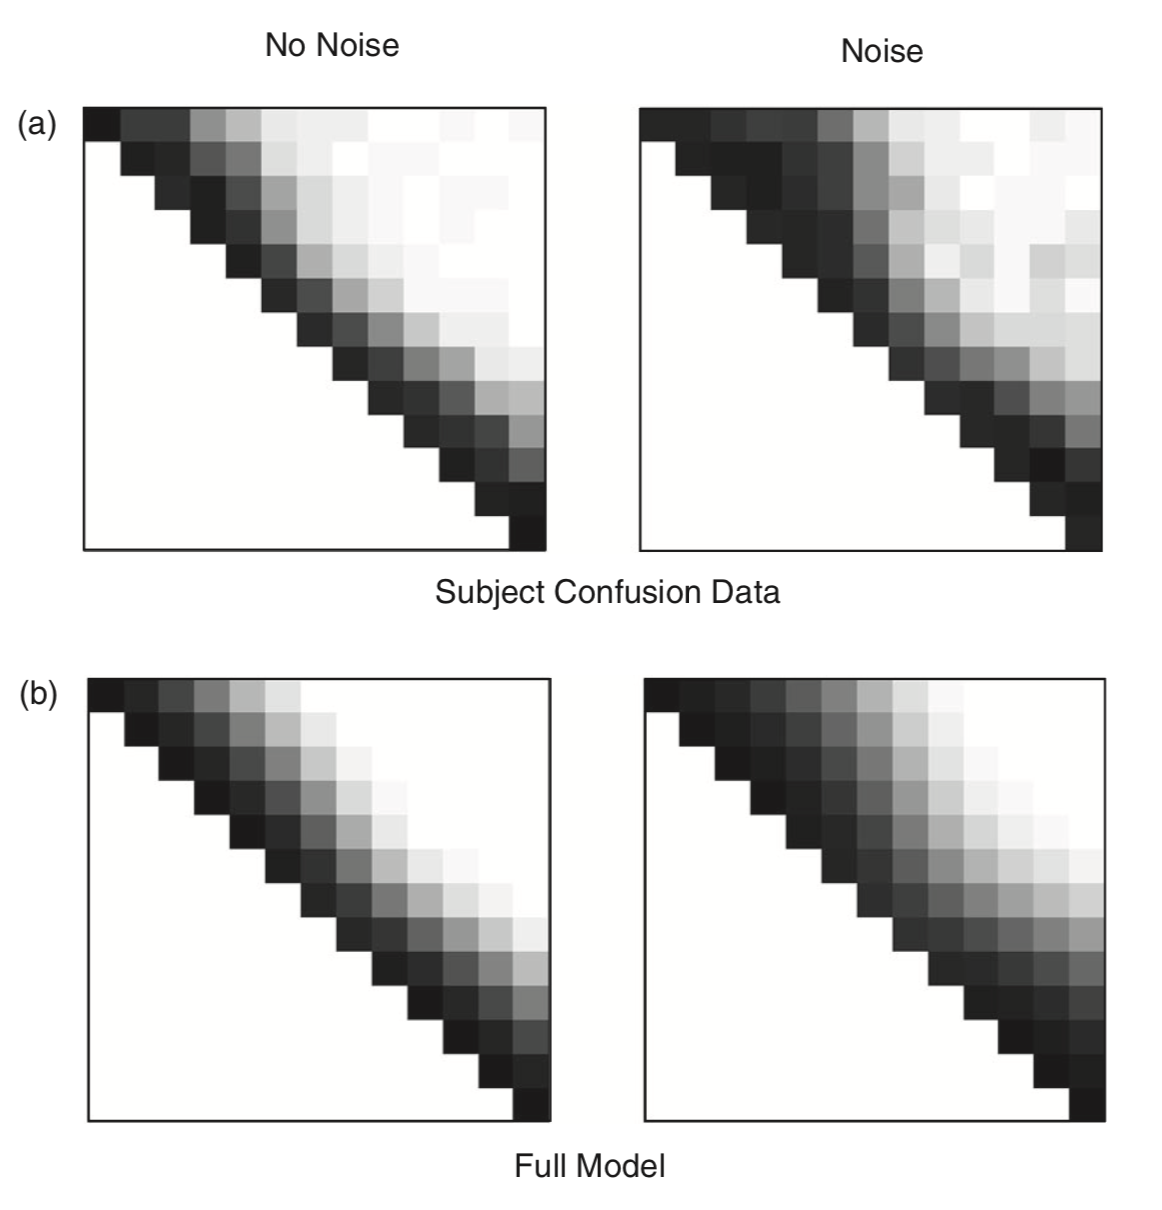 No Noise
Noise
(a)
Subject Confusion Data
(b)
Full Model